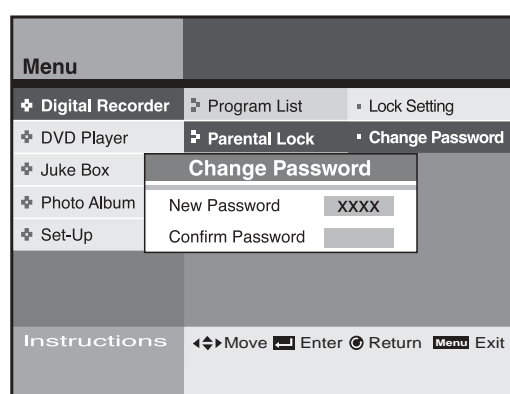 Menu
Digital Recorder Program List Lock Setting
DVD Player Parental Lock Change Password
Juke Box
Photo Album
Set-Up
Change Password
New Password XXXX
Confirm Password
Instructions Move Enter Return Menu Exit